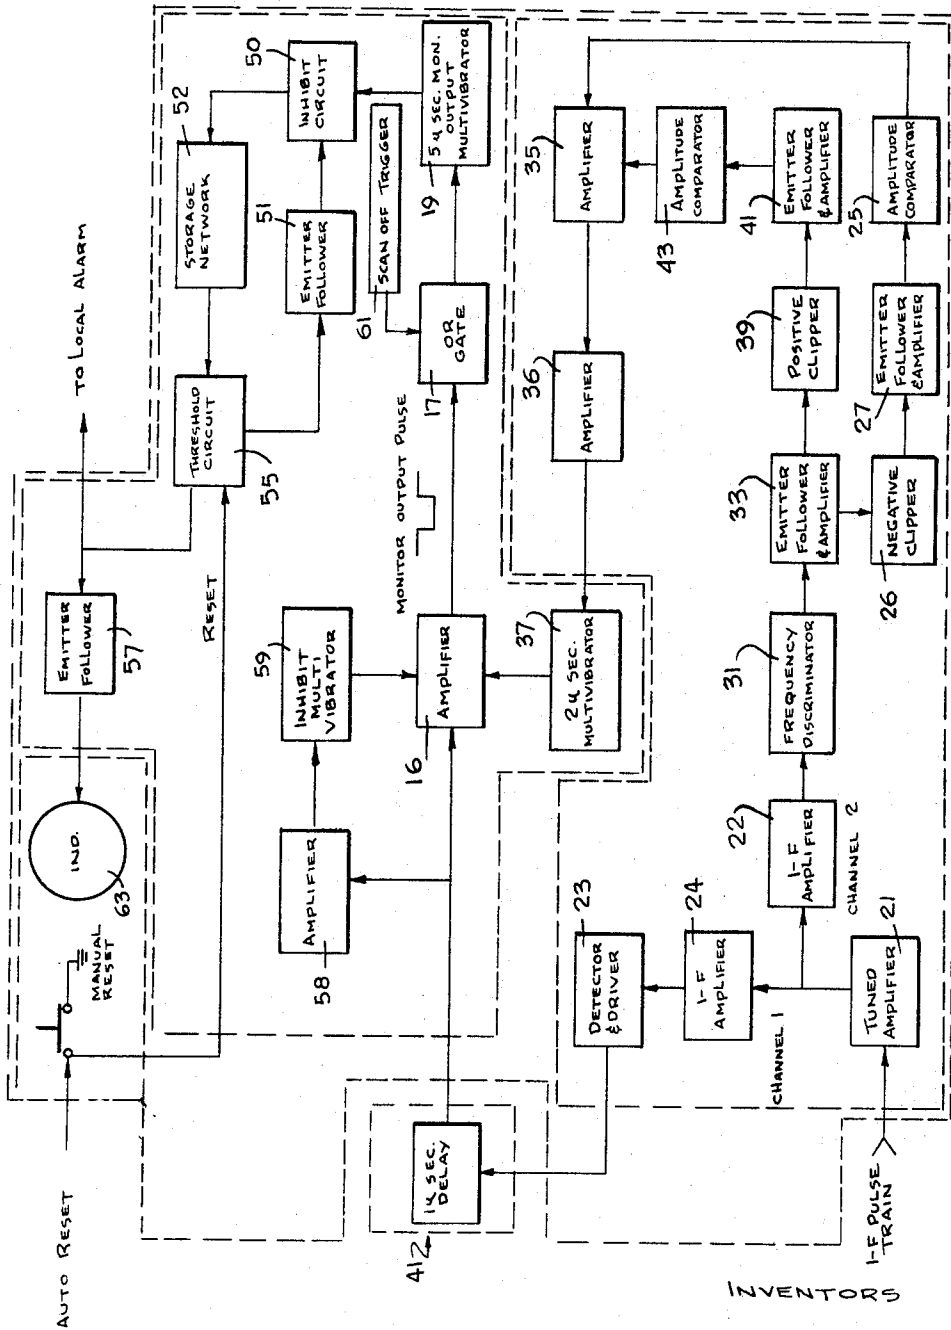 AUTO RESET
MANUAL
RESET
IND.
63
EMITTER
FOLLOWER
57
TO LOCAL ALARM
RESET
THRESHOLD
CIRCUIT
55
STORAGE
NETWORK
52
EMITTER
FOLLOWER
51
INHIBIT
CIRCUIT
50
AMPLIFIER
58
INHIBIT
MULTI
VIBRATOR
59
61
SCAN OFF TRIGGER
MONITOR OUTPUT PULSE
412
1μ SEC.
DELAY
AMPLIFIER
16
OR
GATE
17
5μ SEC. MON.
OUTPUT
MULTIVIBRATOR
19
2μ SEC.
MULTIVIBRATOR
37
AMPLIFIER
36
AMPLIFIER
35
DETECTOR
& DRIVER
23
I-F
AMPLIFIER
24
AMPLITUDE
COMPARATOR
43
CHANNEL 1
I-F
AMPLIFIER
22
CHANNEL 2
FREQUENCY
DISCRIMINATOR
31
EMITTER
FOLLOWER
& AMPLIFIER
33
POSITIVE
CLIPPER
39
EMITTER
FOLLOWER
& AMPLIFIER
41
I-F PULSE
TRAIN
TUNED
AMPLIFIER
21
NEGATIVE
CLIPPER
26
EMITTER
FOLLOWER
& AMPLIFIER
27
AMPLITUDE
COMPARATOR
25
INVENTORS